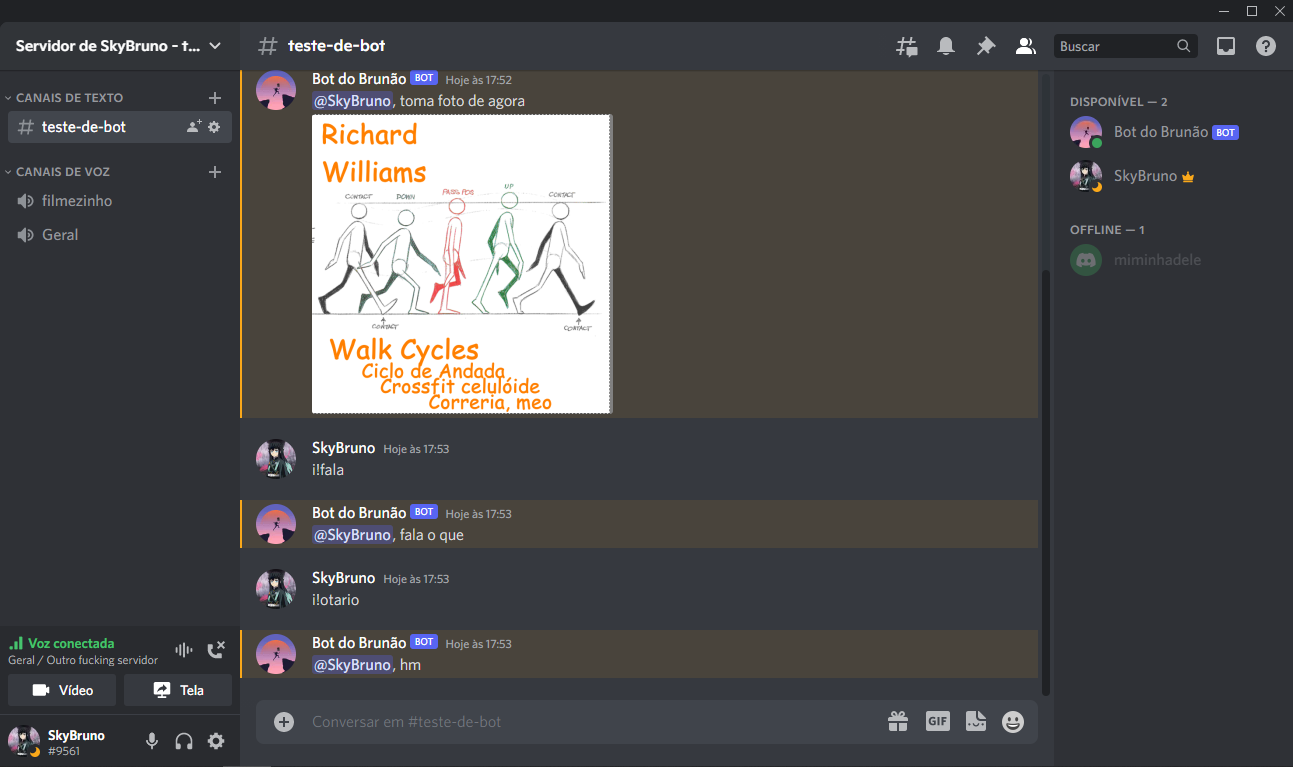 Servidor de SkyBruno - t...
CANAIS DE TEXTO
teste-de-bot
CANAIS DE VOZ
filmezinho
Geral
Voz conectada
Geral / Outro fucking servidor
Vídeo
Tela
SkyBruno
#9561
teste-de-bot
Buscar
Bot do Brunão BOT Hoje às 17:52
@SkyBruno, toma foto de agora
Richard
Williams
CONTACT DOWN PASS POS UP CONTACT
CONTACT CONTACT
Walk Cycles
Ciclo de Andada
Crossfit celulóide
Correria, meo
SkyBruno Hoje às 17:53
i!fala
Bot do Brunão BOT Hoje às 17:53
@SkyBruno, fala o que
SkyBruno Hoje às 17:53
i!otario
Bot do Brunão BOT Hoje às 17:53
@SkyBruno, hm
Conversar em #teste-de-bot
GIF
DISPONÍVEL — 2
Bot do Brunão BOT
SkyBruno
OFFLINE — 1
miminhadele